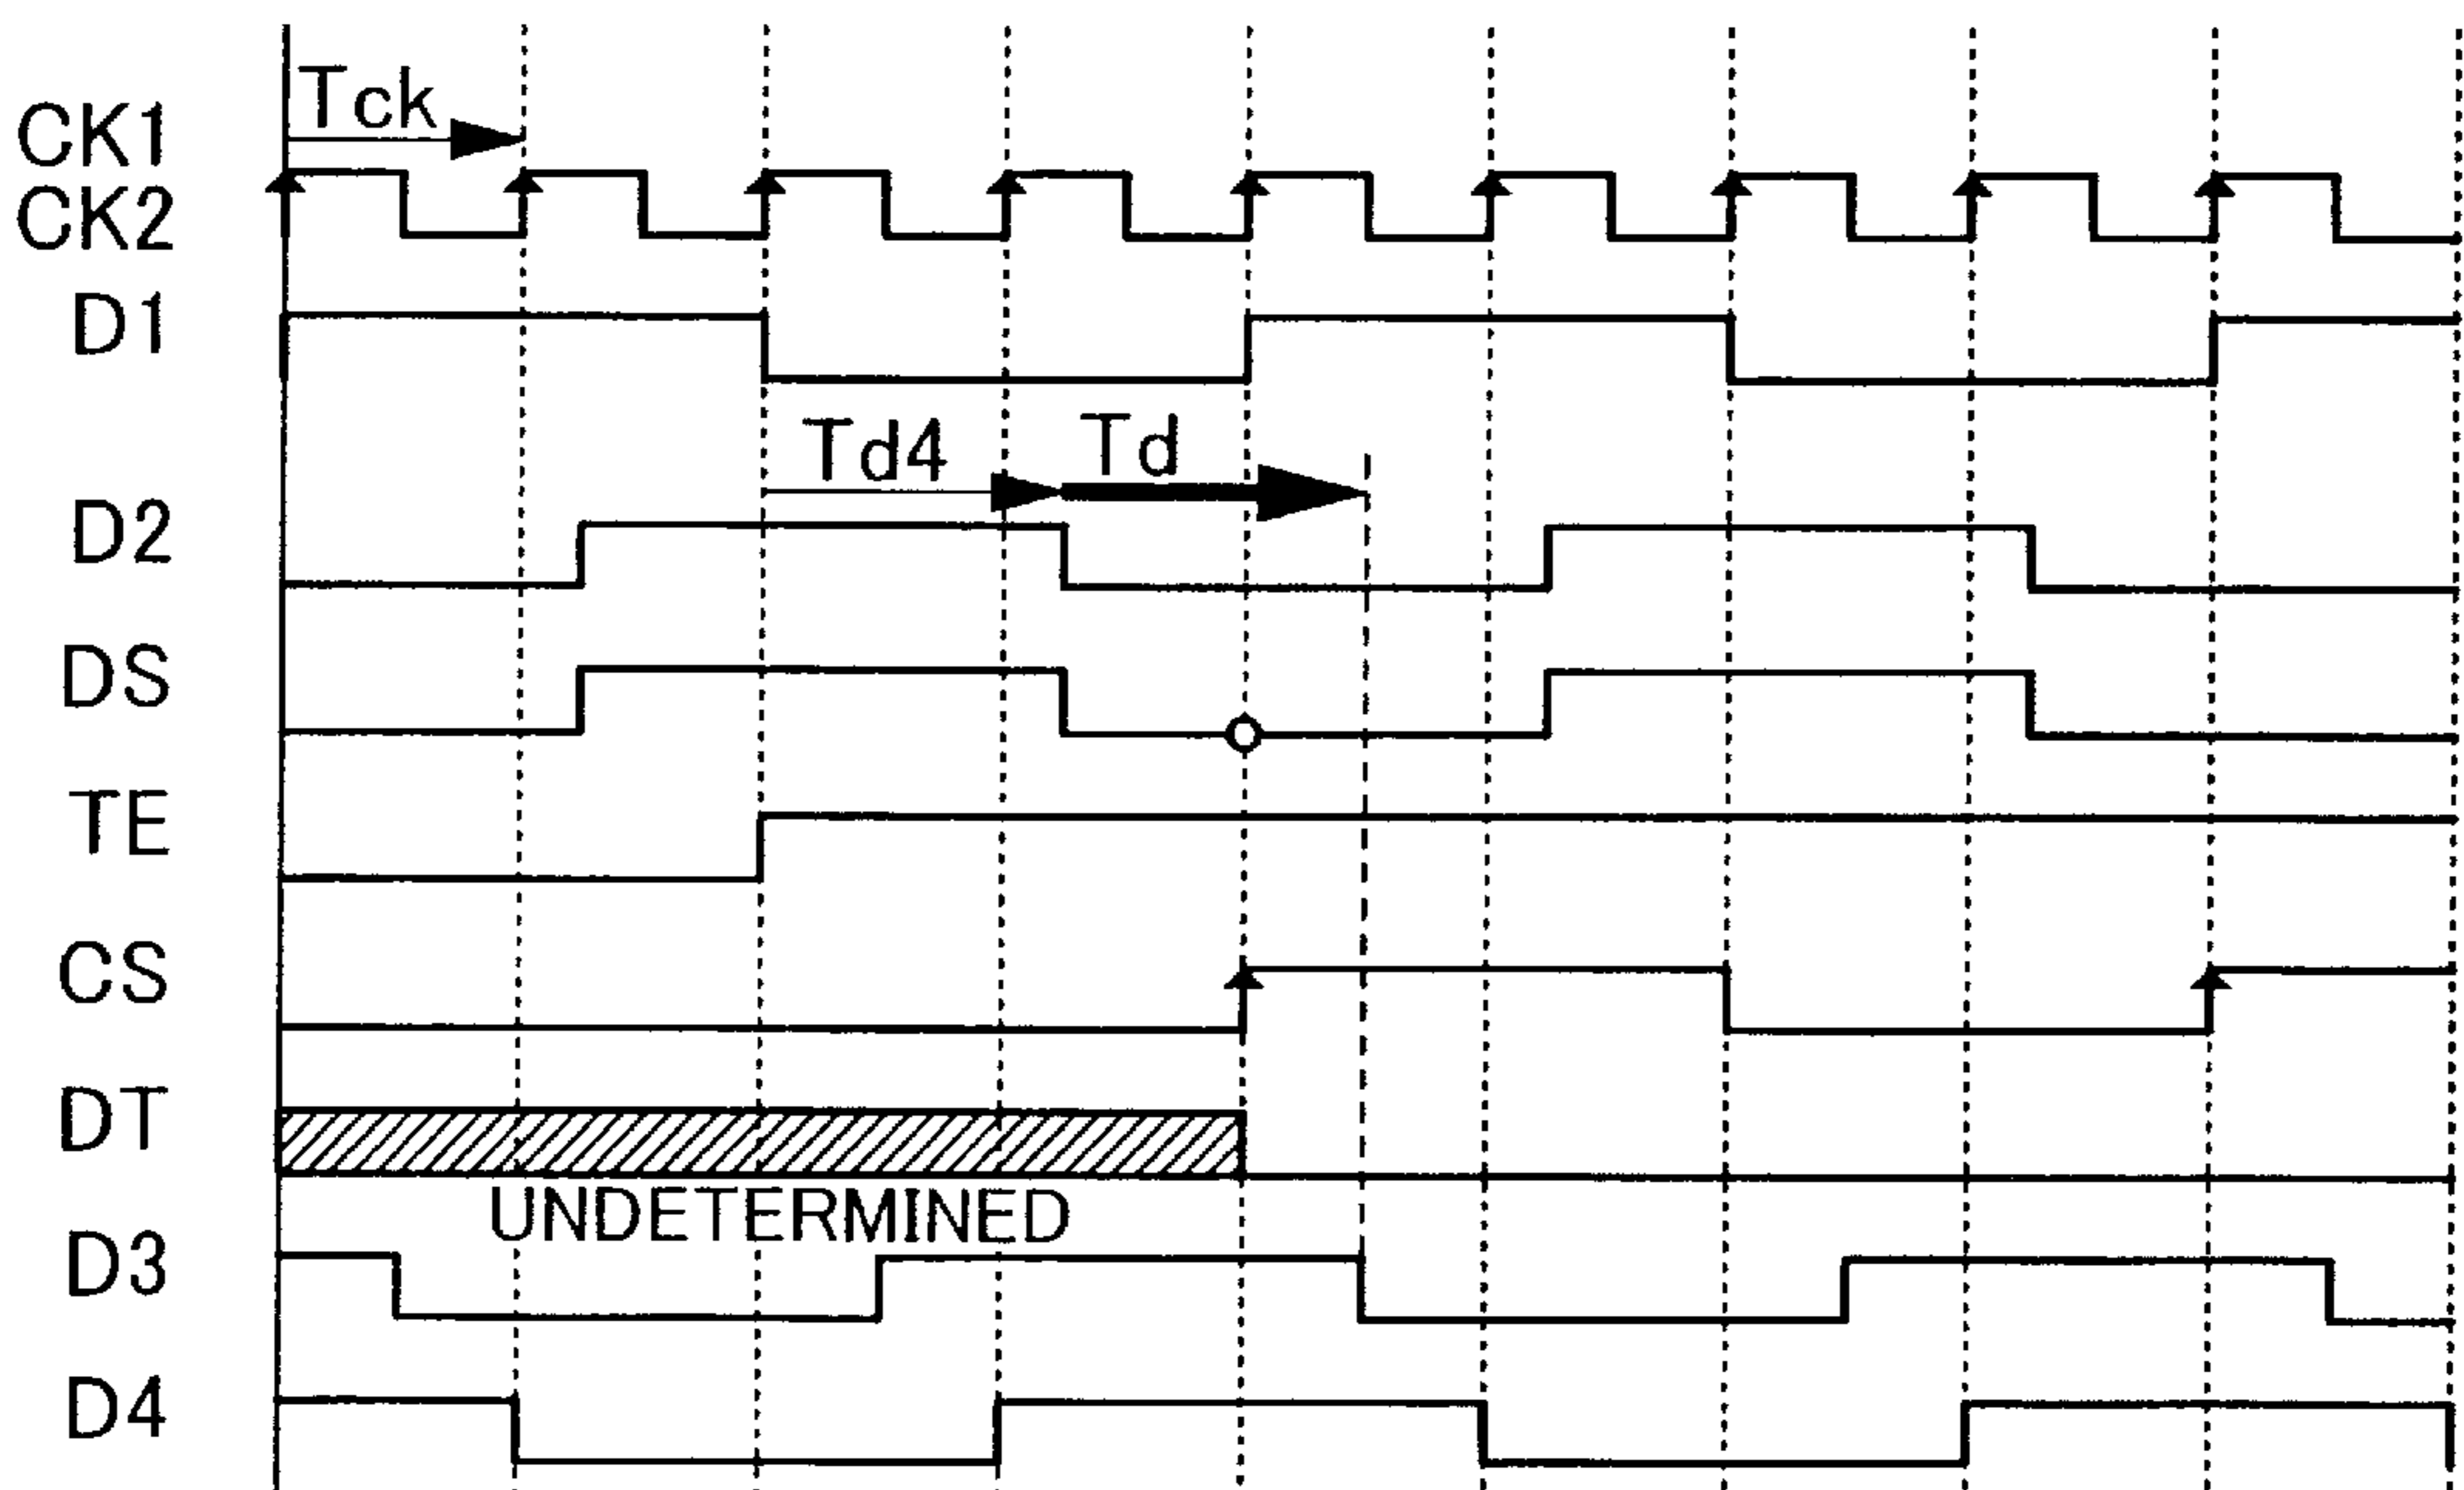 Tck
CK1
CK2
D1
Td4 Td
D2
DS
TE
CS
DT
UNDETERMINED
D3
D4